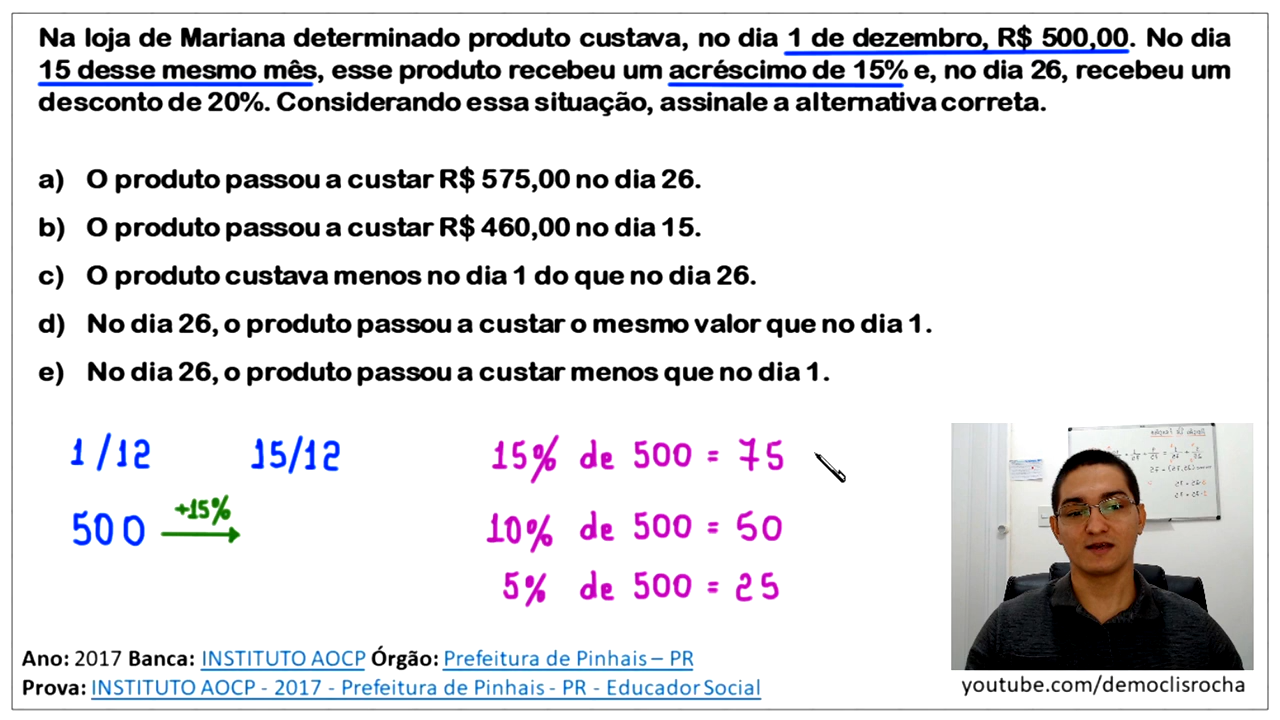 Na loja de Mariana determinado produto custava, no dia 1 de dezembro, R$ 500,00. No dia
15 desse mesmo mês, esse produto recebeu um acréscimo de 15% e, no dia 26, recebeu um
desconto de 20%. Considerando essa situação, assinale a alternativa correta.
a) O produto passou a custar R$ 575,00 no dia 26.
b) O produto passou a custar R$ 460,00 no dia 15.
c) O produto custava menos no dia 1 do que no dia 26.
d) No dia 26, o produto passou a custar o mesmo valor que no dia 1.
e) No dia 26, o produto passou a custar menos que no dia 1.
1/12 15/12 15% de 500 = 75
+15%
500 10% de 500 = 50
5% de 500 = 25
Ano: 2017 Banca: INSTITUTO AOCP Órgão: Prefeitura de Pinhais – PR
Prova: INSTITUTO AOCP - 2017 - Prefeitura de Pinhais - PR - Educador Social
youtube.com/democlisrocha